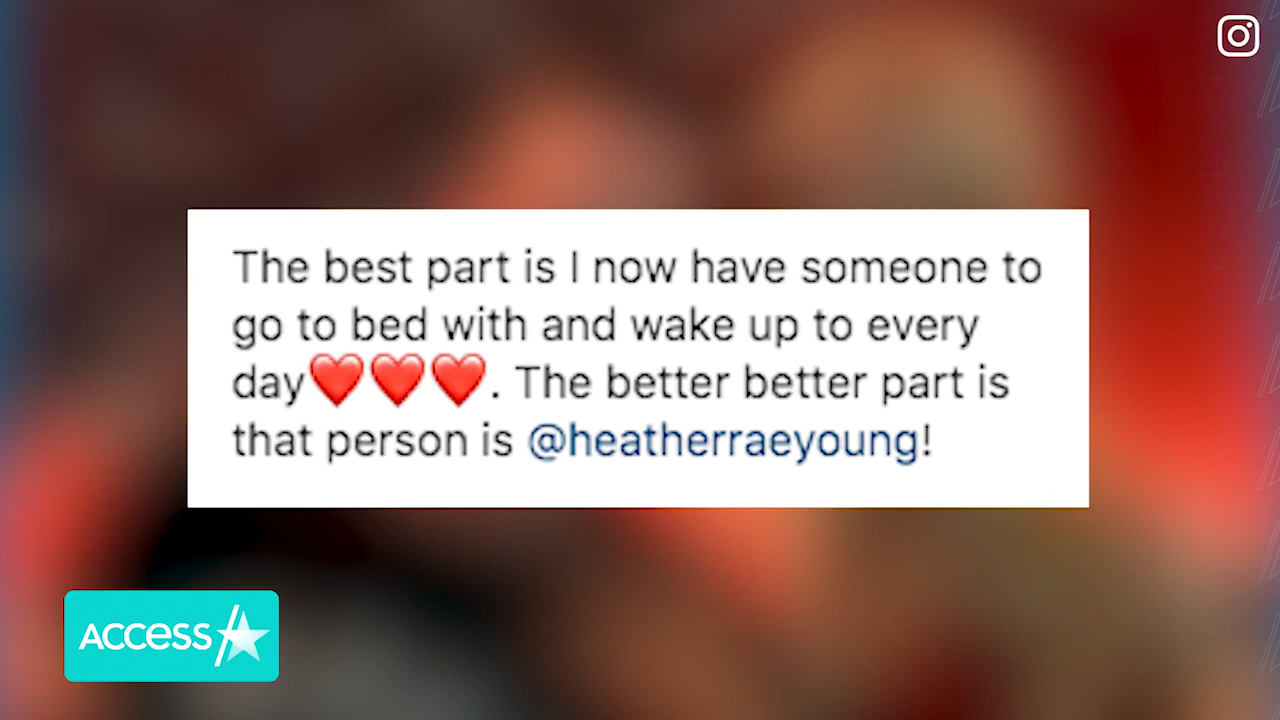 The best part is I now have someone to
go to bed with and wake up to every
day❤️❤️❤️. The better better part is
that person is @heatherraeyoung!
ACCESS